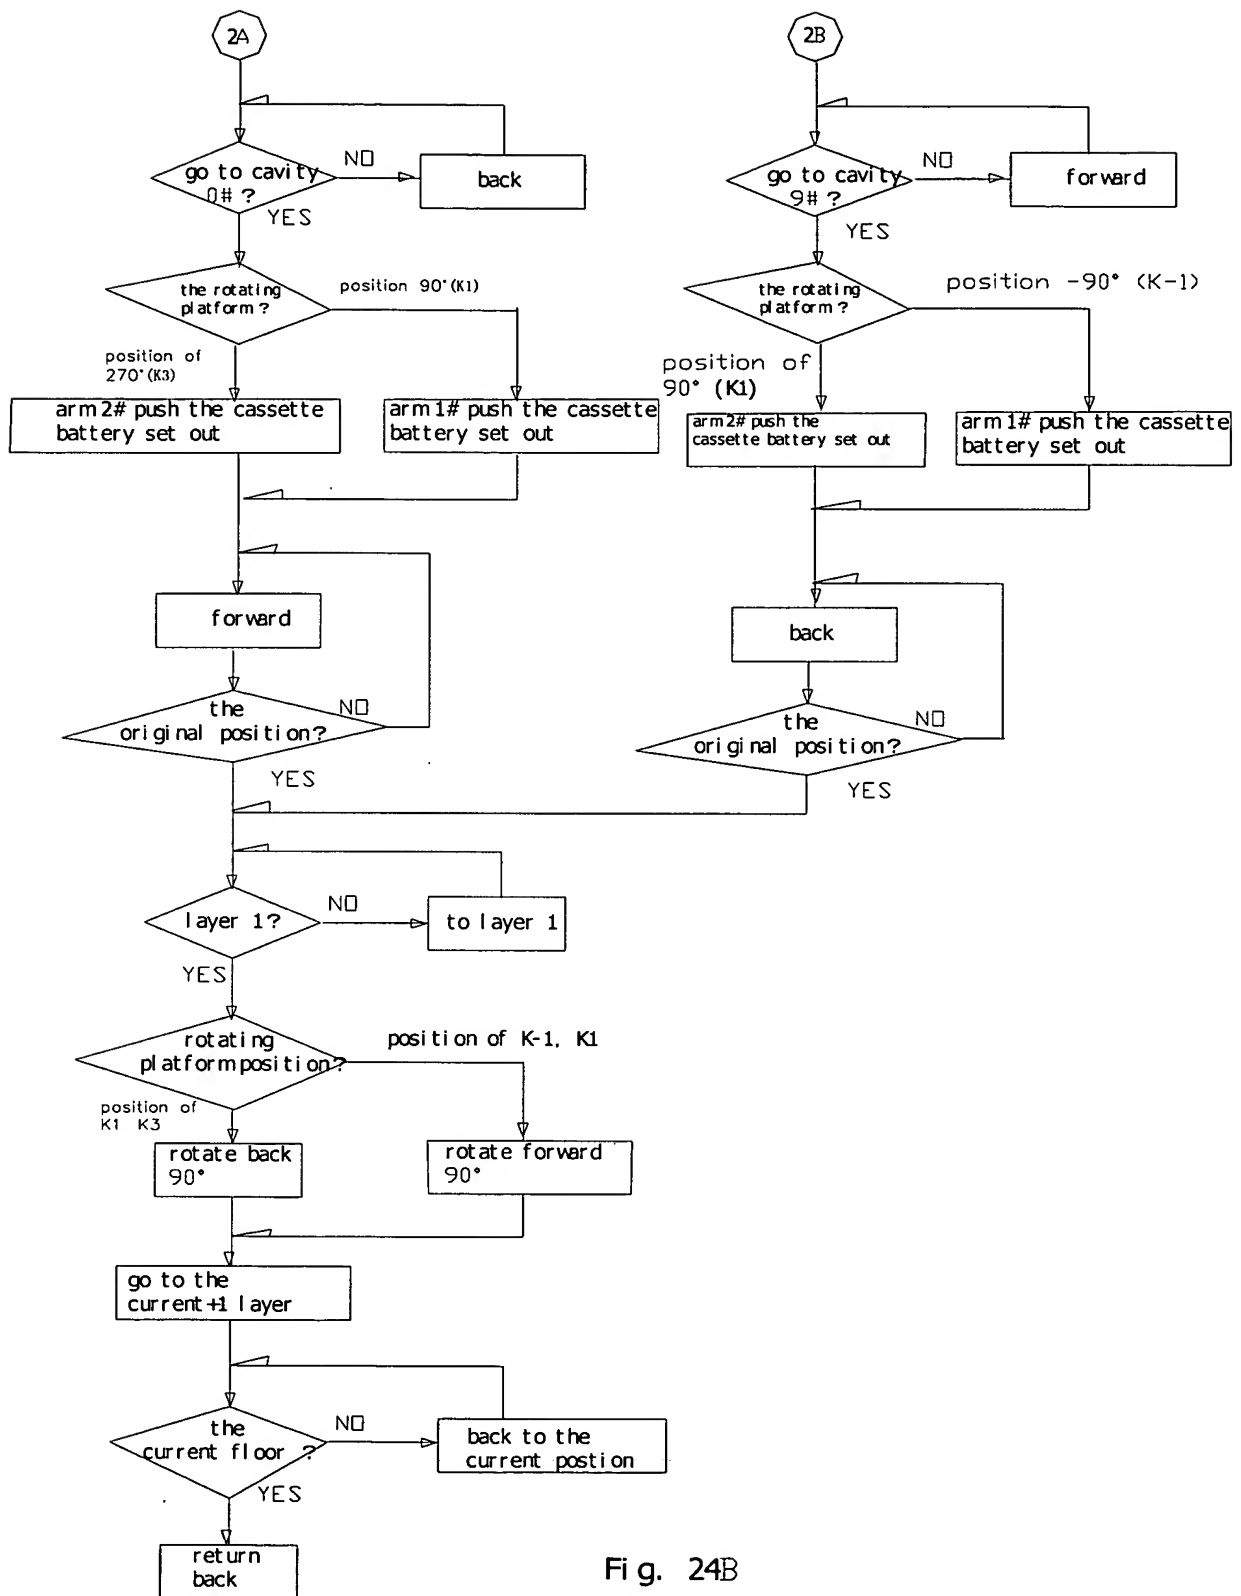 2A
go to cavity
0# ?
NO
back
YES
the rotating
platform ?
position 90° (K1)
position of
270° (K3)
arm 2# push the cassette
battery set out
arm 1# push the cassette
battery set out
forward
the
original position?
NO
YES
2B
go to cavity
9# ?
NO
forward
YES
the rotating
platform ?
position -90° (K-1)
position of
90° (K1)
arm 2# push the
cassette battery set out
arm 1# push the cassette
battery set out
back
the
original position?
NO
YES
layer 1?
NO
to layer 1
YES
rotating
platform position?
position of K-1, K1
position of
K1 K3
rotate back
90°
rotate forward
90°
go to the
current+1 layer
the
current floor ?
NO
back to the
current postion
YES
return
back
Fig. 24B